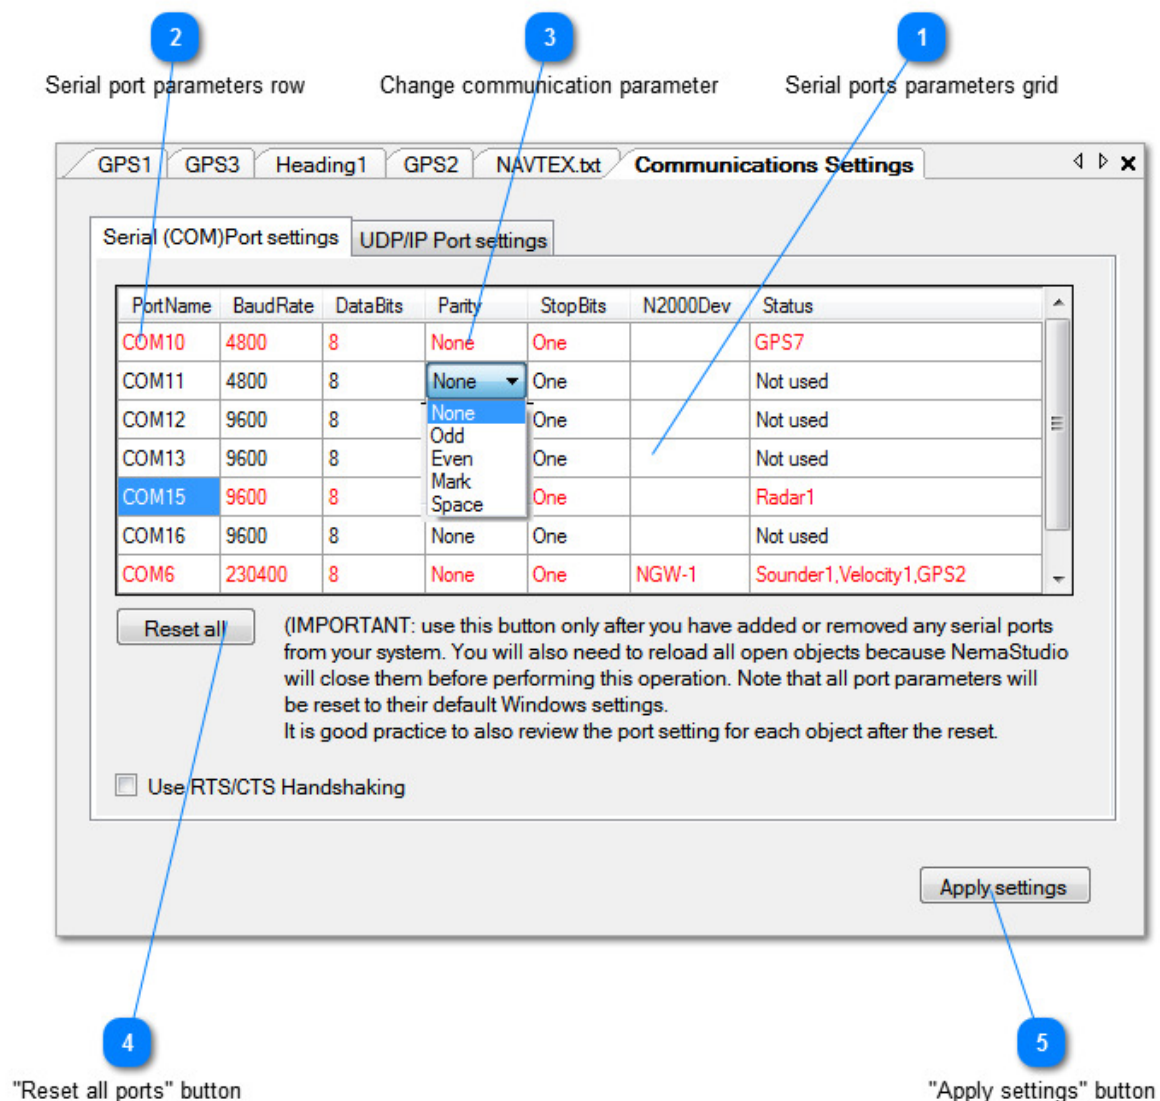 2 3 1
Serial port parameters row Change communication parameter Serial ports parameters grid
GPS1 GPS3 Heading1 GPS2 NAVTEX.txt Communications Settings
Serial (COM)Port settings UDP/IP Port settings
PortName BaudRate DataBits Parity StopBits N2000Dev Status
COM10 4800 8 None One GPS7
COM11 4800 8 None One Not used
COM12 9600 8 None One Not used
Odd
COM13 9600 8 Even One Not used
Mark
COM15 9600 8 Space One Radar1
COM16 9600 8 None One Not used
COM6 230400 8 None One NGW-1 Sounder1,Velocity1,GPS2
Reset all (IMPORTANT: use this button only after you have added or removed any serial ports
from your system. You will also need to reload all open objects because NemaStudio
will close them before performing this operation. Note that all port parameters will
be reset to their default Windows settings.
It is good practice to also review the port setting for each object after the reset.
Use RTS/CTS Handshaking
Apply settings
4 5
"Reset all ports" button "Apply settings" button